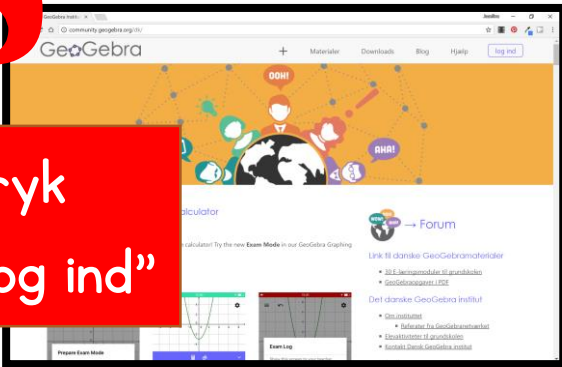 GeoGebra Institut
community.geogebra.org/dk/
GeoGebra
+ Materialer Downloads Blog Hjælp log ind
OOH!
AHA!
ryk
og ind”
calculator
calculator! Try the new Exam Mode in our GeoGebra Graphing
→ Forum
Link til danske GeoGebramaterialer
30 E-læringsmoduler til grundskolen
GeoGebraopgaver i PDF
Det danske GeoGebra institut
Om instituttet
Referater fra GeoGebranetværket
Elevaktiviteter til grundskolen
Kontakt Dansk GeoGebra institut
Prepare Exam Mode
Exam Log